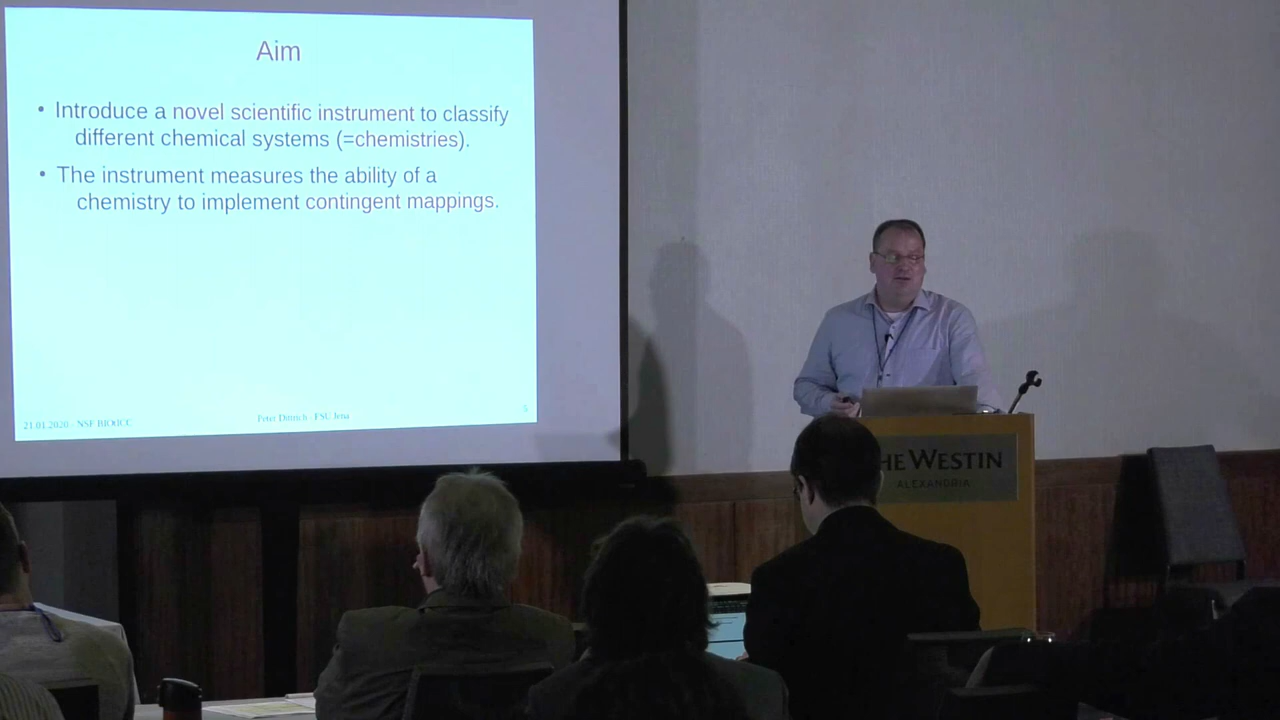 Aim
• Introduce a novel scientific instrument to classify
different chemical systems (=chemistries).
• The instrument measures the ability of a
chemistry to implement contingent mappings.
21.01.2020 - NSF BIOICC
Peter Dittrich - FSU Jena
5
HE WESTIN
ALEXANDRIA